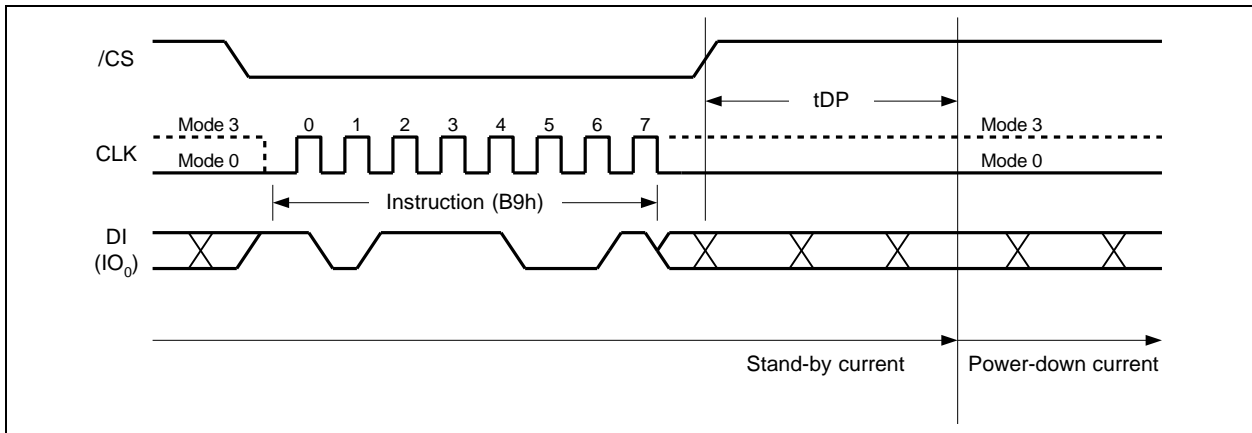 /CS
tDP
Mode 3
0 1 2 3 4 5 6 7
Mode 3
CLK
Mode 0
Mode 0
Instruction (B9h)
DI
(IO0)
Stand-by current
Power-down current